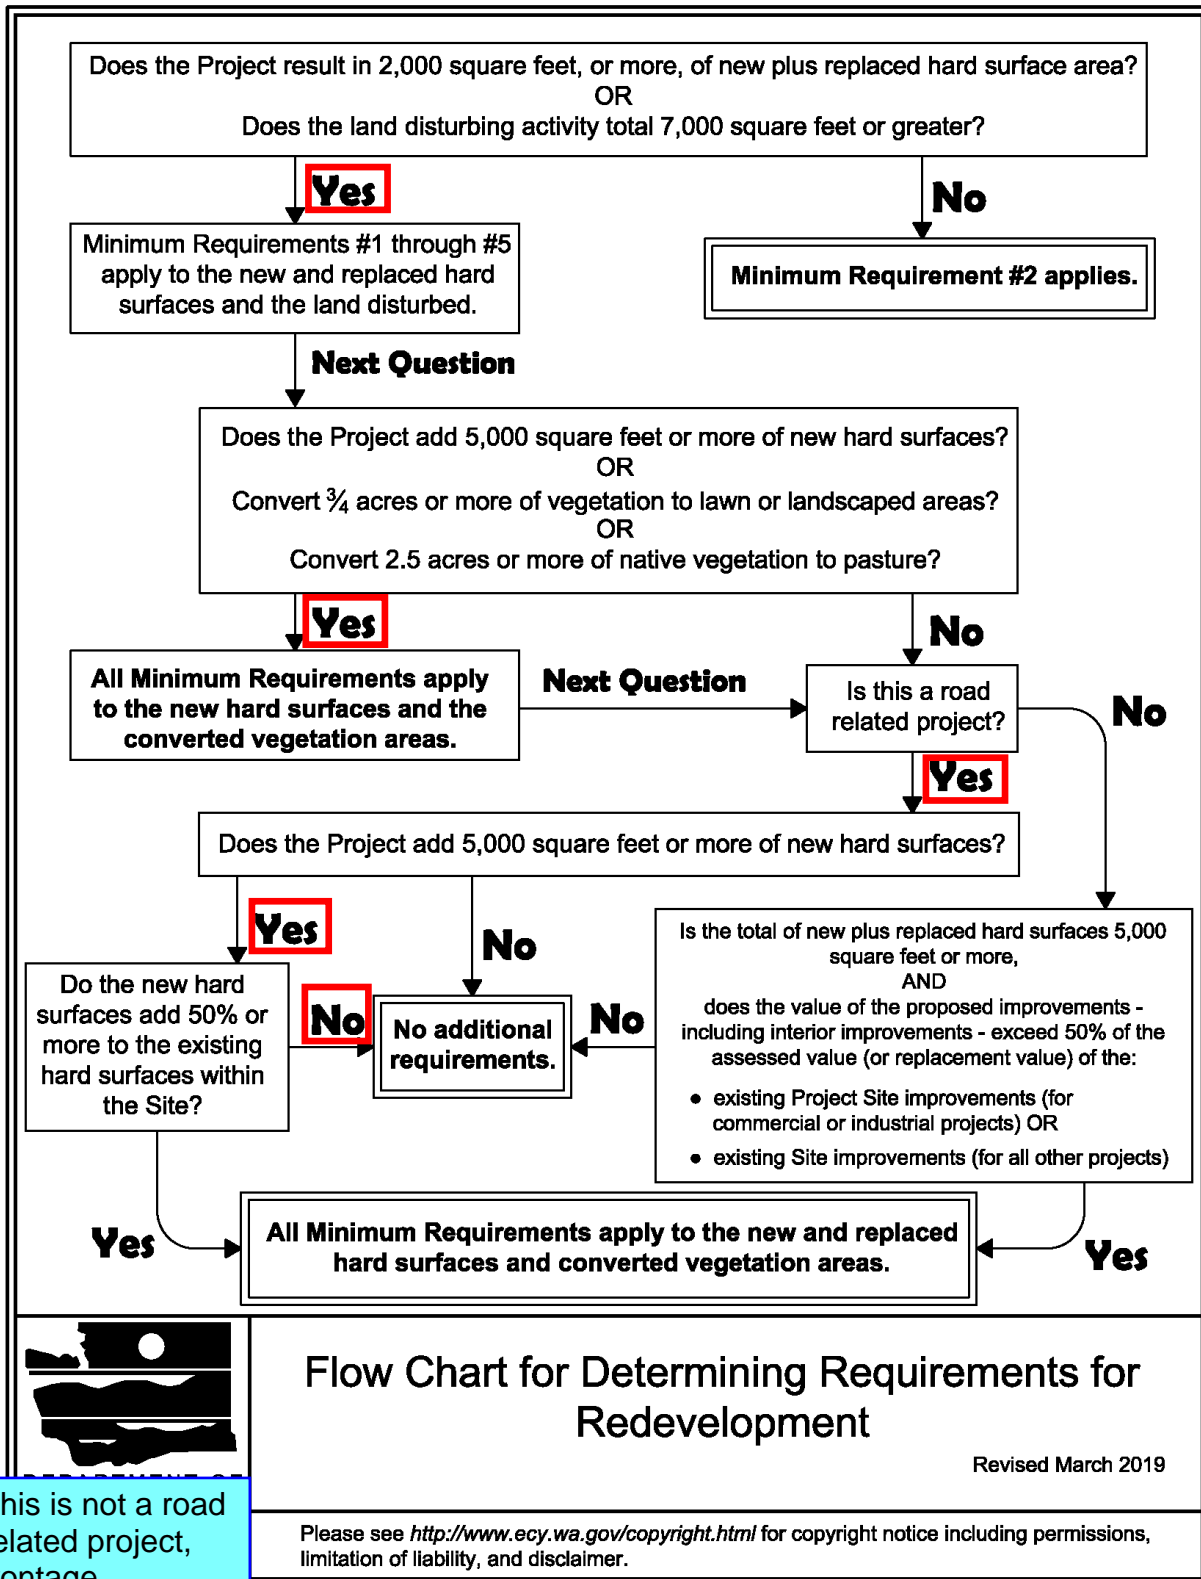 Does the Project result in 2,000 square feet, or more, of new plus replaced hard surface area?
OR
Does the land disturbing activity total 7,000 square feet or greater?
Yes
No
Minimum Requirements #1 through #5
apply to the new and replaced hard
surfaces and the land disturbed.
Minimum Requirement #2 applies.
Next Question
Does the Project add 5,000 square feet or more of new hard surfaces?
OR
Convert ¾ acres or more of vegetation to lawn or landscaped areas?
OR
Convert 2.5 acres or more of native vegetation to pasture?
Yes
No
All Minimum Requirements apply
to the new hard surfaces and the
converted vegetation areas.
Next Question
Is this a road
related project?
No
Yes
Does the Project add 5,000 square feet or more of new hard surfaces?
Yes
No
Do the new hard
surfaces add 50% or
more to the existing
hard surfaces within
the Site?
No
No additional
requirements.
No
Is the total of new plus replaced hard surfaces 5,000
square feet or more,
AND
does the value of the proposed improvements -
including interior improvements - exceed 50% of the
assessed value (or replacement value) of the:
• existing Project Site improvements (for
commercial or industrial projects) OR
• existing Site improvements (for all other projects)
Yes
All Minimum Requirements apply to the new and replaced
hard surfaces and converted vegetation areas.
Yes
Flow Chart for Determining Requirements for
Redevelopment
Revised March 2019
DEPARTMENT OF
his is not a road
elated project,
ontage
Please see http://www.ecy.wa.gov/copyright.html for copyright notice including permissions,
limitation of liability, and disclaimer.